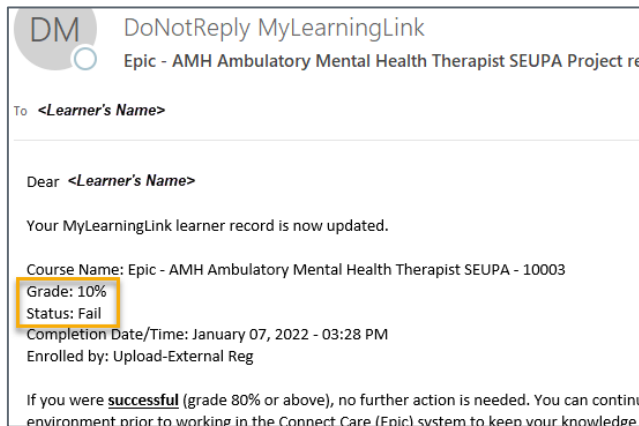 DM
DoNotReply MyLearningLink
Epic - AMH Ambulatory Mental Health Therapist SEUPA Project re
To <Learner's Name>
Dear <Learner's Name>
Your MyLearningLink learner record is now updated.
Course Name: Epic - AMH Ambulatory Mental Health Therapist SEUPA - 10003
Grade: 10%
Status: Fail
Completion Date/Time: January 07, 2022 - 03:28 PM
Enrolled by: Upload-External Reg
If you were successful (grade 80% or above), no further action is needed. You can continu
environment prior to working in the Connect Care (Epic) system to keep your knowledge